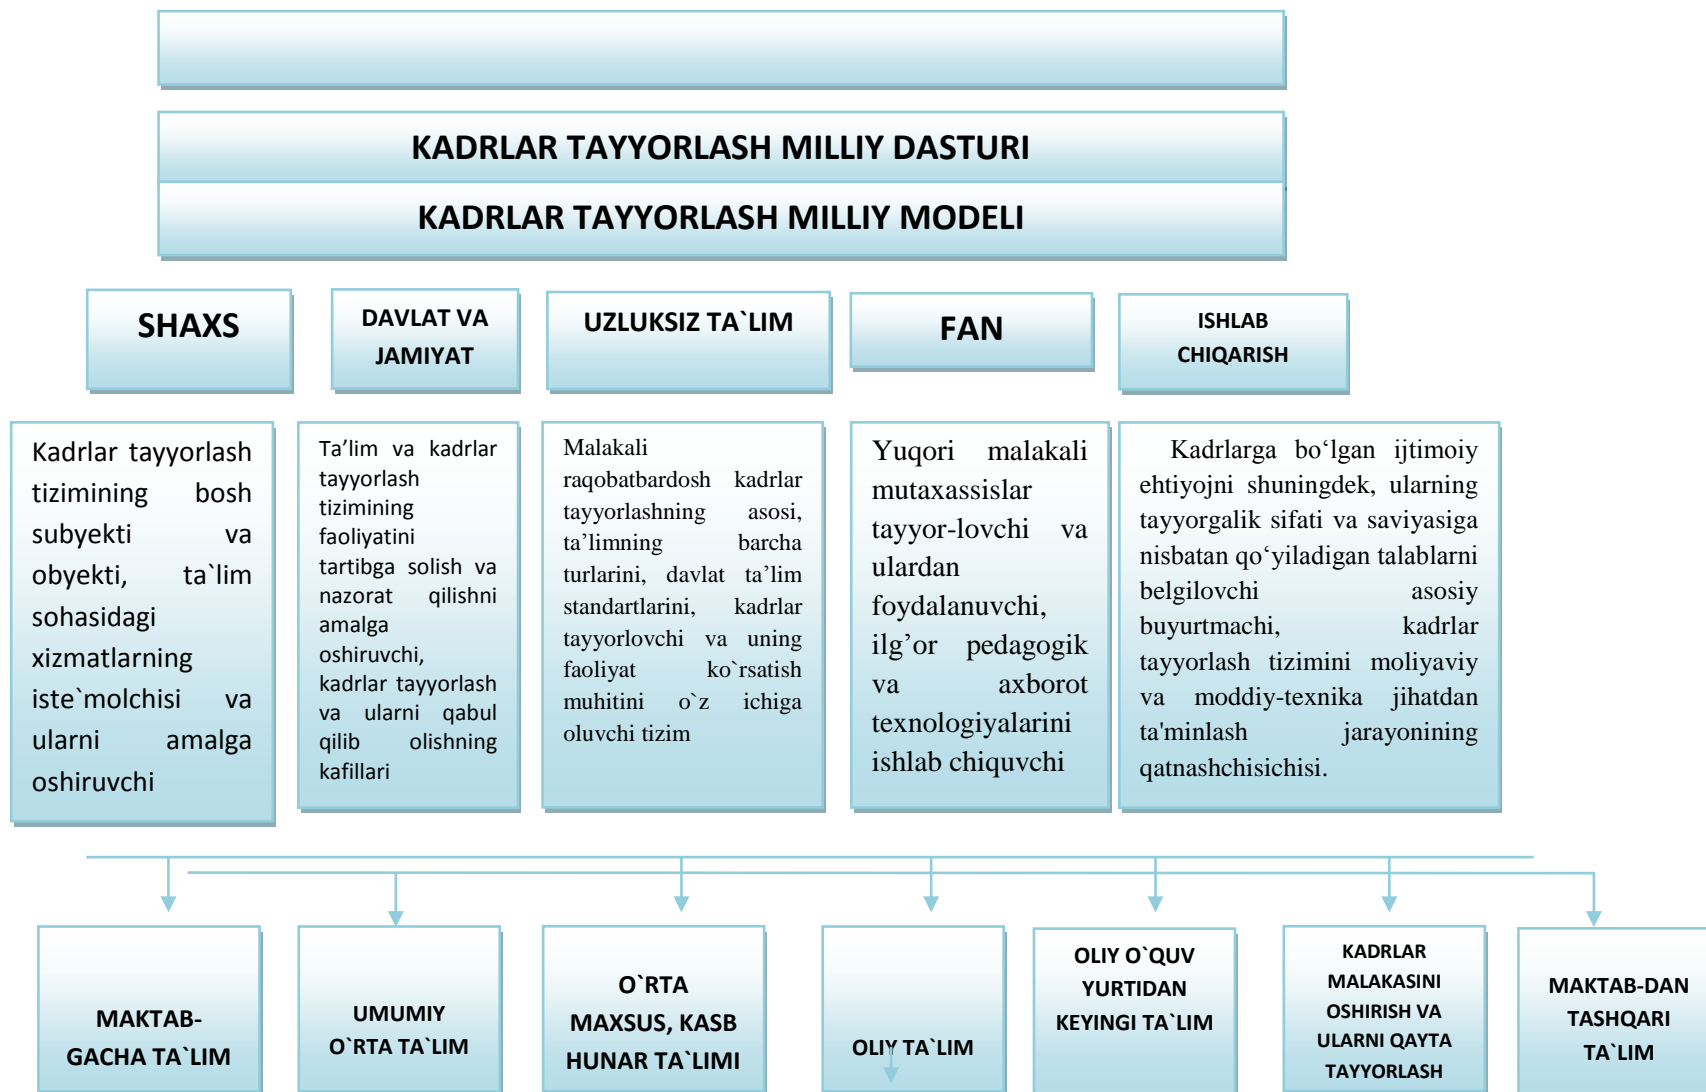 KADRLAR TAYYORLASH MILLIY DASTURI
KADRLAR TAYYORLASH MILLIY MODELI
SHAXS
DAVLAT VA
JAMIYAT
UZLUKSIZ TA`LIM
FAN
ISHLAB
CHIQARISH
Kadrlar tayyorlash
tizimining bosh
subyekti va
obyekti, ta`lim
sohasidagi
xizmatlarning
iste`molchisi va
ularni amalga
oshiruvchi
Ta’lim va kadrlar
tayyorlash
tizimining
faoliyatini
tartibga solish va
nazorat qilishni
amalga
oshiruvchi,
kadrlar tayyorlash
va ularni qabul
qilib olishning
kafillari
Malakali
raqobatbardosh kadrlar
tayyorlashning asosi,
ta’limning barcha
turlarini, davlat ta’lim
standartlarini, kadrlar
tayyorlovchi va uning
faoliyat ko`rsatish
muhitini o`z ichiga
oluvchi tizim
Yuqori malakali
mutaxassislar
tayyor-lovchi va
ulardan
foydalanuvchi,
ilg’or pedagogik
va axborot
texnologiyalarini
ishlab chiquvchi
Kadrlarga bo‘lgan ijtimoiy
ehtiyojni shuningdek, ularning
tayyorgalik sifati va saviyasiga
nisbatan qo‘yiladigan talablarni
belgilovchi asosiy
buyurtmachi, kadrlar
tayyorlash tizimini moliyaviy
va moddiy-texnika jihatdan
ta'minlash jarayonining
qatnashchisichisi.
MAKTAB-
GACHA TA`LIM
UMUMIY
O`RTA TA`LIM
O`RTA
MAXSUS, KASB
HUNAR TA`LIMI
OLIY TA`LIM
OLIY O`QUV
YURTIDAN
KEYINGI TA`LIM
KADRLAR
MALAKASINI
OSHIRISH VA
ULARNI QAYTA
TAYYORLASH
MAKTAB-DAN
TASHQARI
TA`LIM